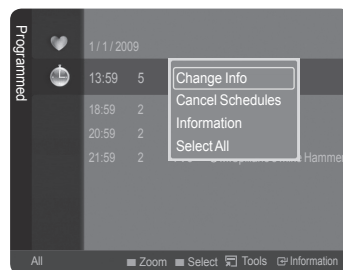 Programmed
1 / 1 / 2009
13:59 5
Change Info
Cancel Schedules
Information
Select All
18:59 2
20:59 2
21:59 2 Hammer
All Zoom Select Tools Information